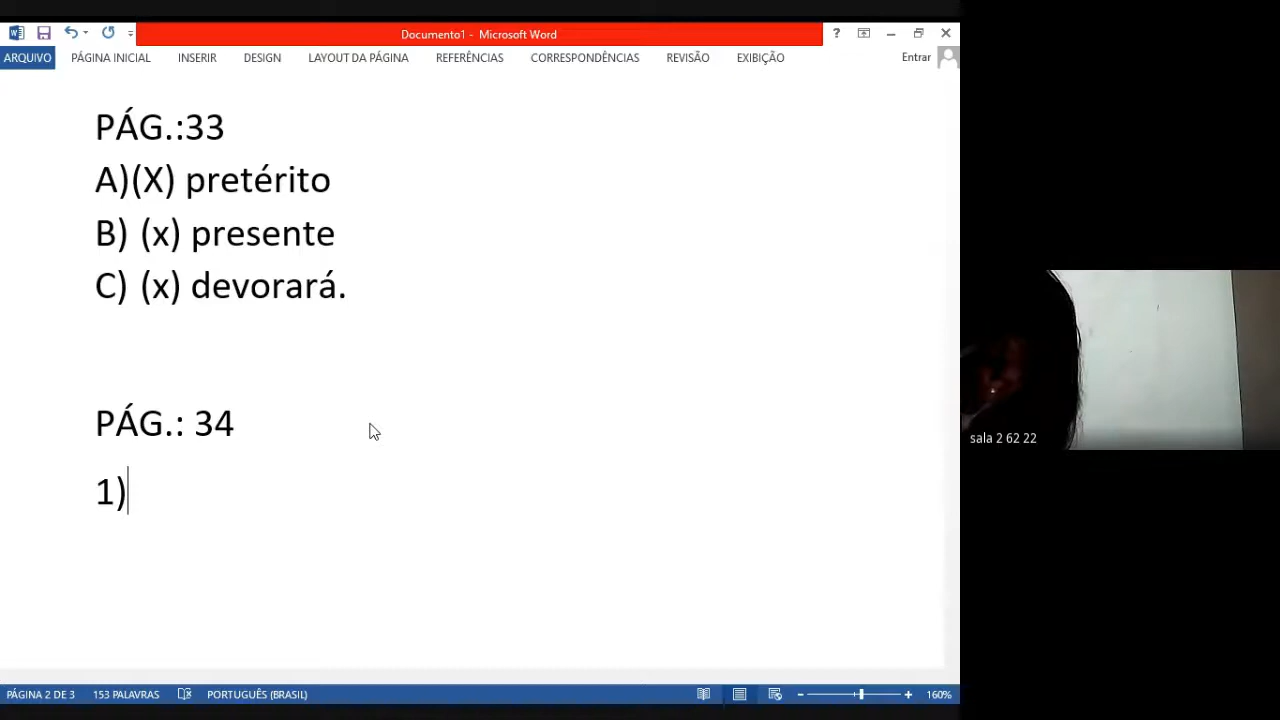 Documento1 - Microsoft Word
?
ARQUIVO PÁGINA INICIAL INSERIR DESIGN LAYOUT DA PÁGINA REFERÊNCIAS CORRESPONDÊNCIAS REVISÃO EXIBIÇÃO Entrar
PÁG.:33
A)(X) pretérito
B) (x) presente
C) (x) devorará.
PÁG.: 34
1)
sala 2 62 22
PÁGINA 2 DE 3 153 PALAVRAS PORTUGUÊS (BRASIL) 160%